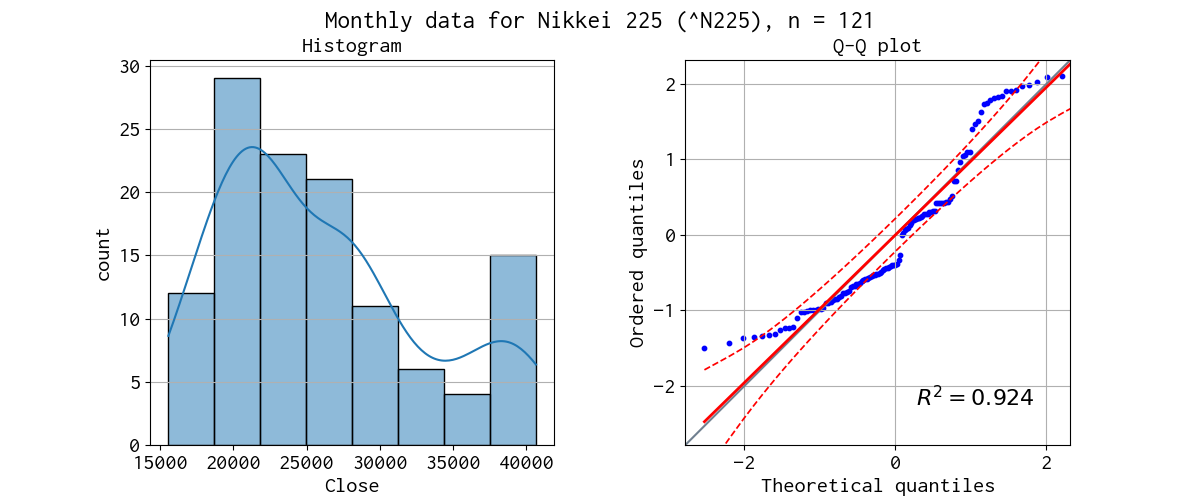 Monthly data for Nikkei 225 (^N225), n = 121
Histogram
30
25
20
15
10
5
0
count
15000 20000 25000 30000 35000 40000
Close
Q-Q plot
2
1
0
−1
−2
Ordered quantiles
R² = 0.924
−2 0 2
Theoretical quantiles